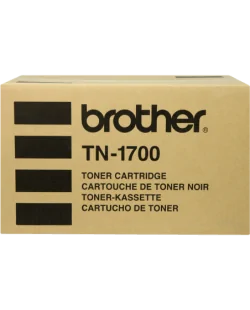 brother®
TN-1700
TONER CARTRIDGE
CARTOUCHE DE TONER NOIR
TONER-KASSETTE
CARTUCHO DE TONER